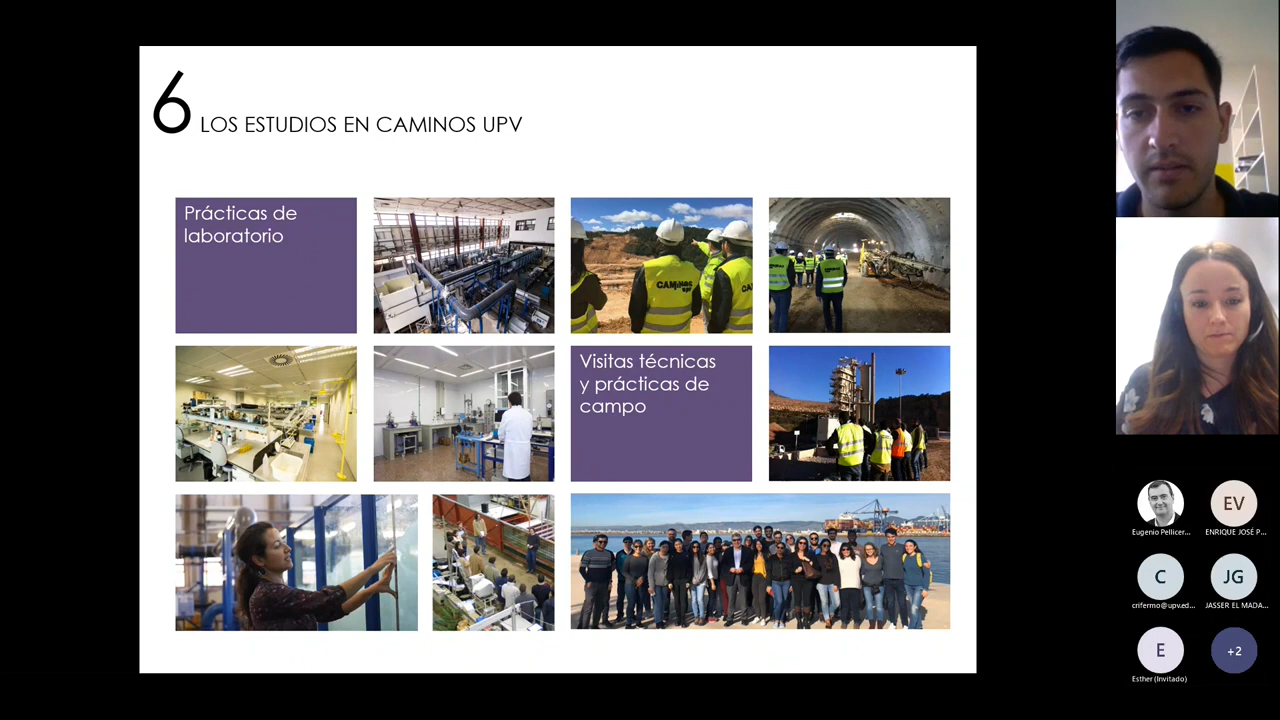 6 LOS ESTUDIOS EN CAMINOS UPV
Prácticas de
laboratorio
CAMINOS
upv
Visitas técnicas
y prácticas de
campo
Eugenio Pellicer...
EV
ENRIQUE JOSÉ P...
C
crifermo@upv.ed...
JG
JASSER EL MADA...
E
Esther (Invitado)
+2